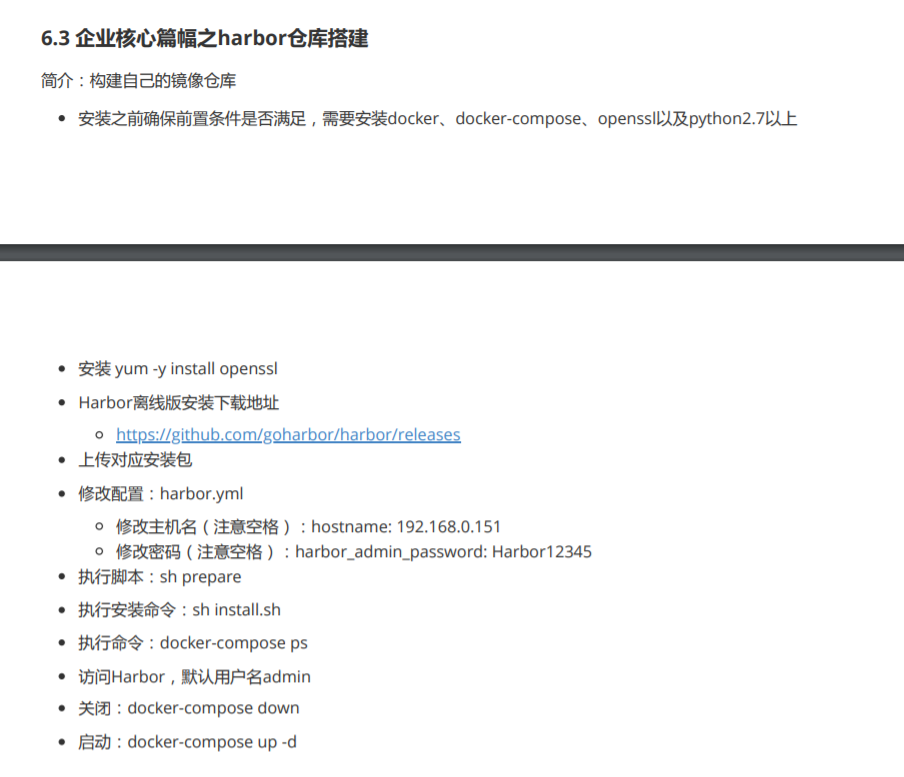 6.3 企业核心篇幅之harbor仓库搭建
简介：构建自己的镜像仓库
安装之前确保前置条件是否满足，需要安装docker、docker-compose、openssl以及python2.7以上
安装 yum -y install openssl
Harbor离线版安装下载地址
https://github.com/goharbor/harbor/releases
上传对应安装包
修改配置：harbor.yml
修改主机名（注意空格）：hostname: 192.168.0.151
修改密码（注意空格）：harbor_admin_password: Harbor12345
执行脚本：sh prepare
执行安装命令：sh install.sh
执行命令：docker-compose ps
访问Harbor，默认用户名admin
关闭：docker-compose down
启动：docker-compose up -d